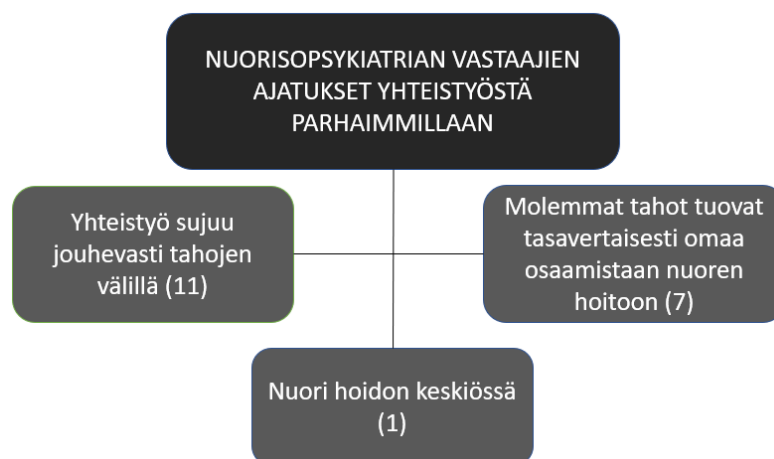 NUORISOPSYKIATRIAN VASTAAJIEN
AJATUKSET YHTEISTYÖSTÄ
PARHAIMMILLAAN
Yhteistyö sujuu
jouhevasti tahojen
välillä (11)
Molemmat tahot tuovat
tasavertaisesti omaa
osaamistaan nuoren
hoitoon (7)
Nuori hoidon keskiössä
(1)